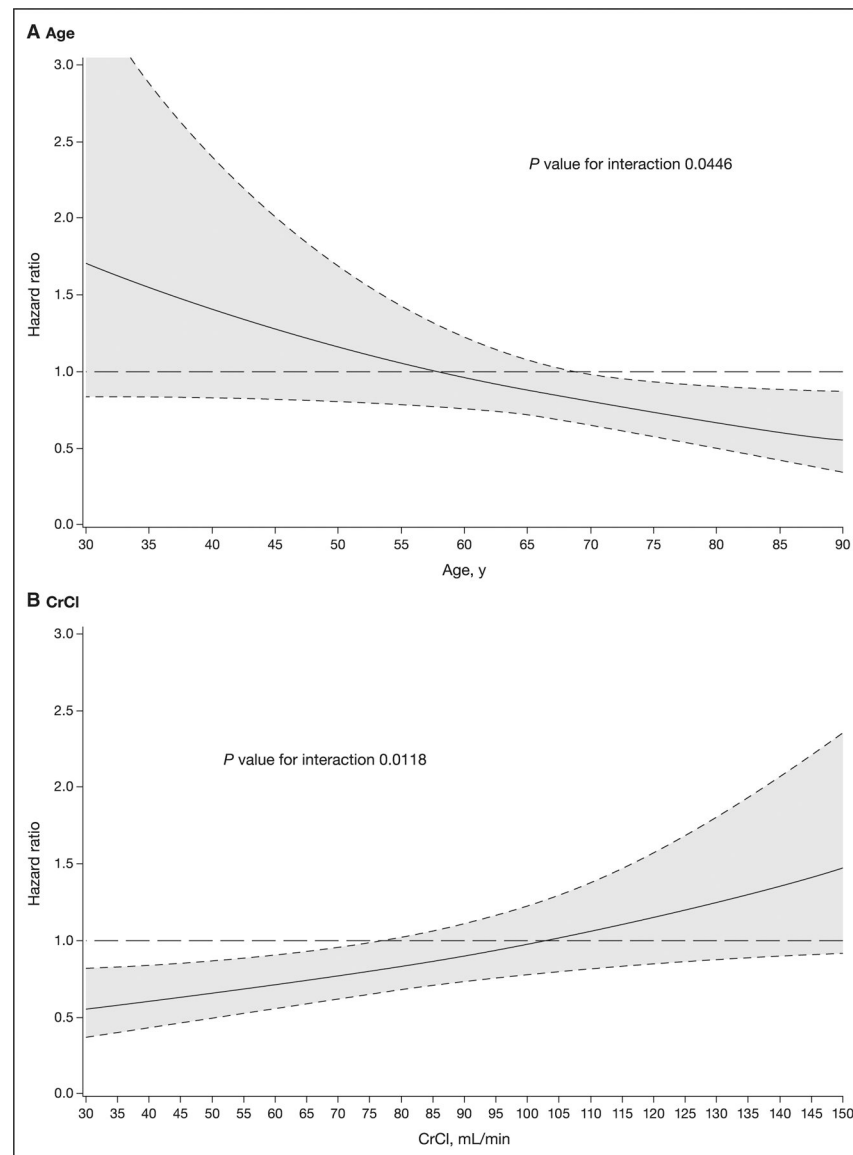 A Age
3.0
2.5
2.0
1.5
1.0
0.5
0.0
Hazard ratio
P value for interaction 0.0446
30 35 40 45 50 55 60 65 70 75 80 85 90
Age, y
B CrCl
3.0
2.5
2.0
1.5
1.0
0.5
0.0
Hazard ratio
P value for interaction 0.0118
30 35 40 45 50 55 60 65 70 75 80 85 90 95 100 105 110 115 120 125 130 135 140 145 150
CrCl, mL/min